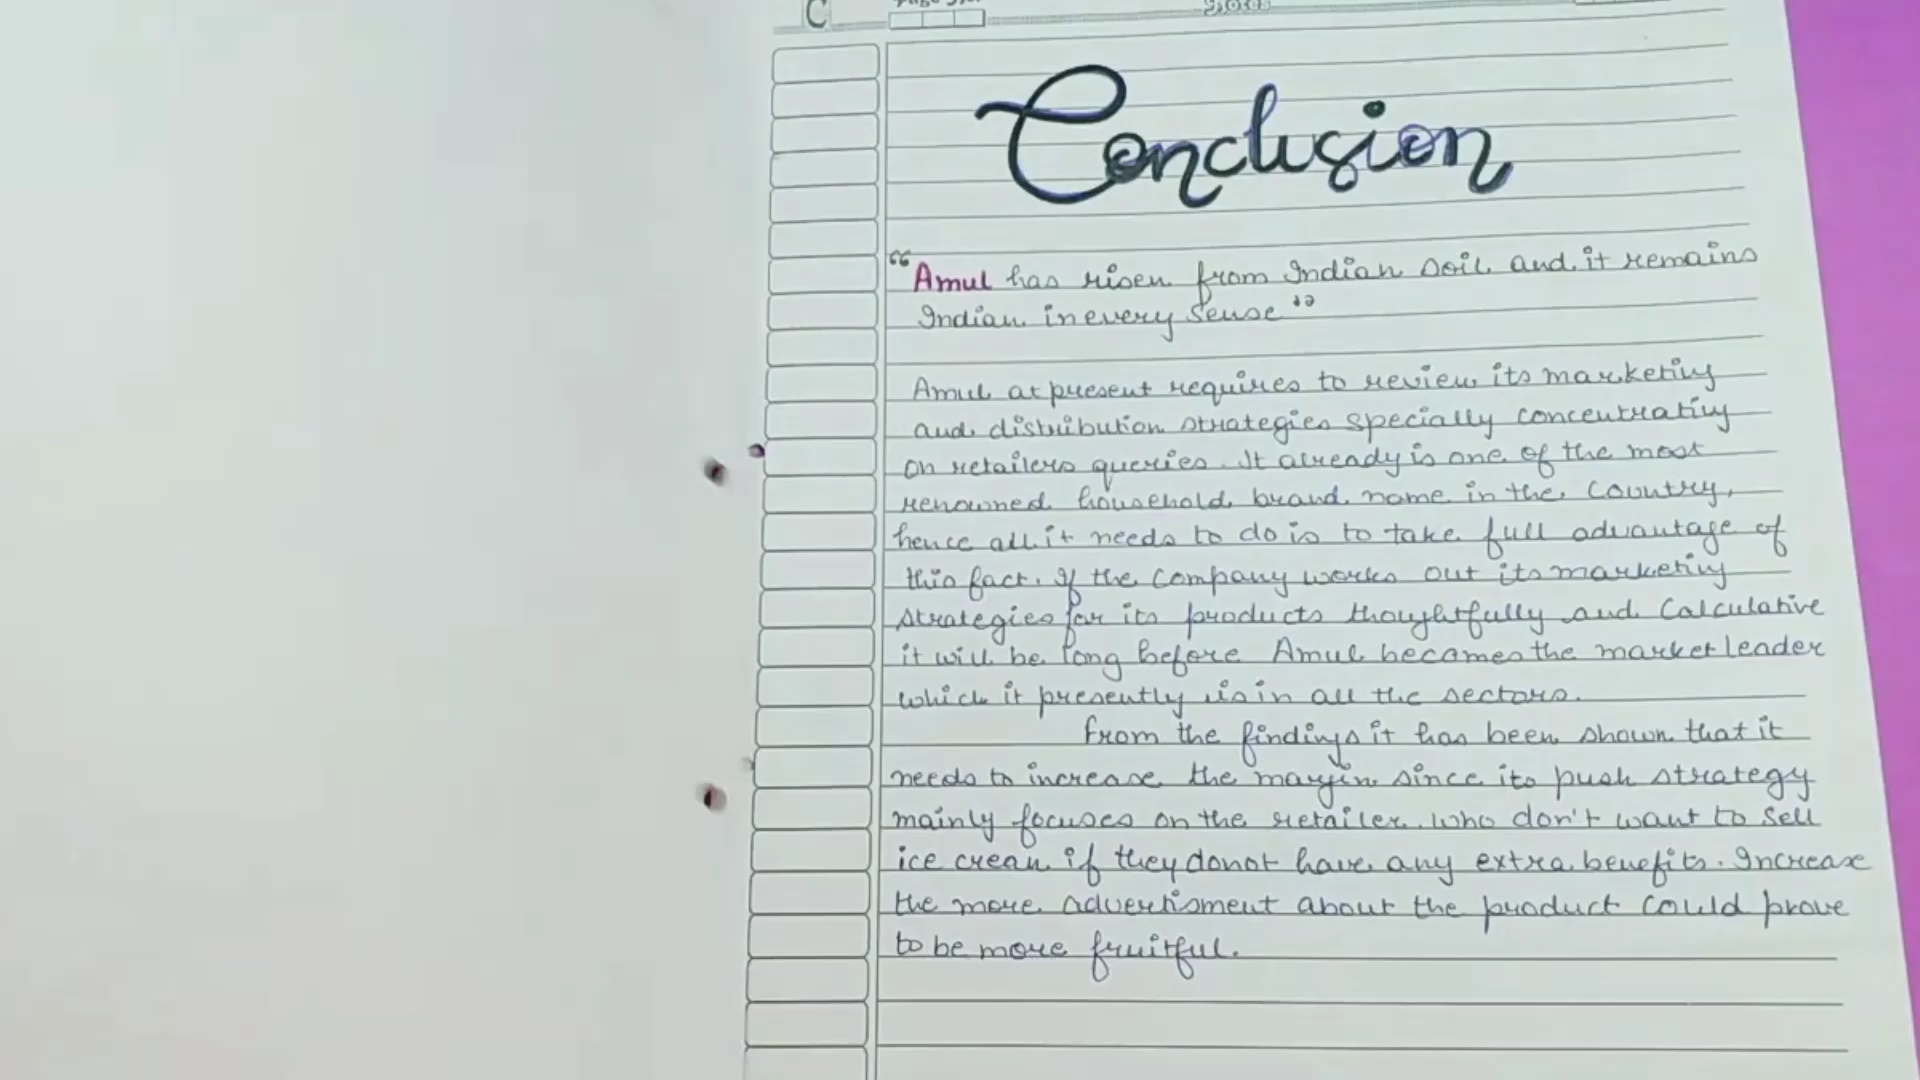 C
Conclusion
“Amul has risen from Indian soil and it remains
Indian in every sense”
Amul at present requires to review its marketing
and distribution strategies specially concentrating
on retailers queries. It already is one of the most
renowned household brand name in the country,
hence all it needs to do is to take full advantage of
this fact. If the company works out its marketing
strategies for its products thoughtfully and calculative
it will be long before Amul becomes the market leader
which it presently is in all the sectors.
From the findings it has been shown that it
needs to increase the margin since its push strategy
mainly focuses on the retailer who don't want to sell
ice cream if they donot have any extra benefits. Increase
the more advertisment about the product could prove
to be more fruitful.